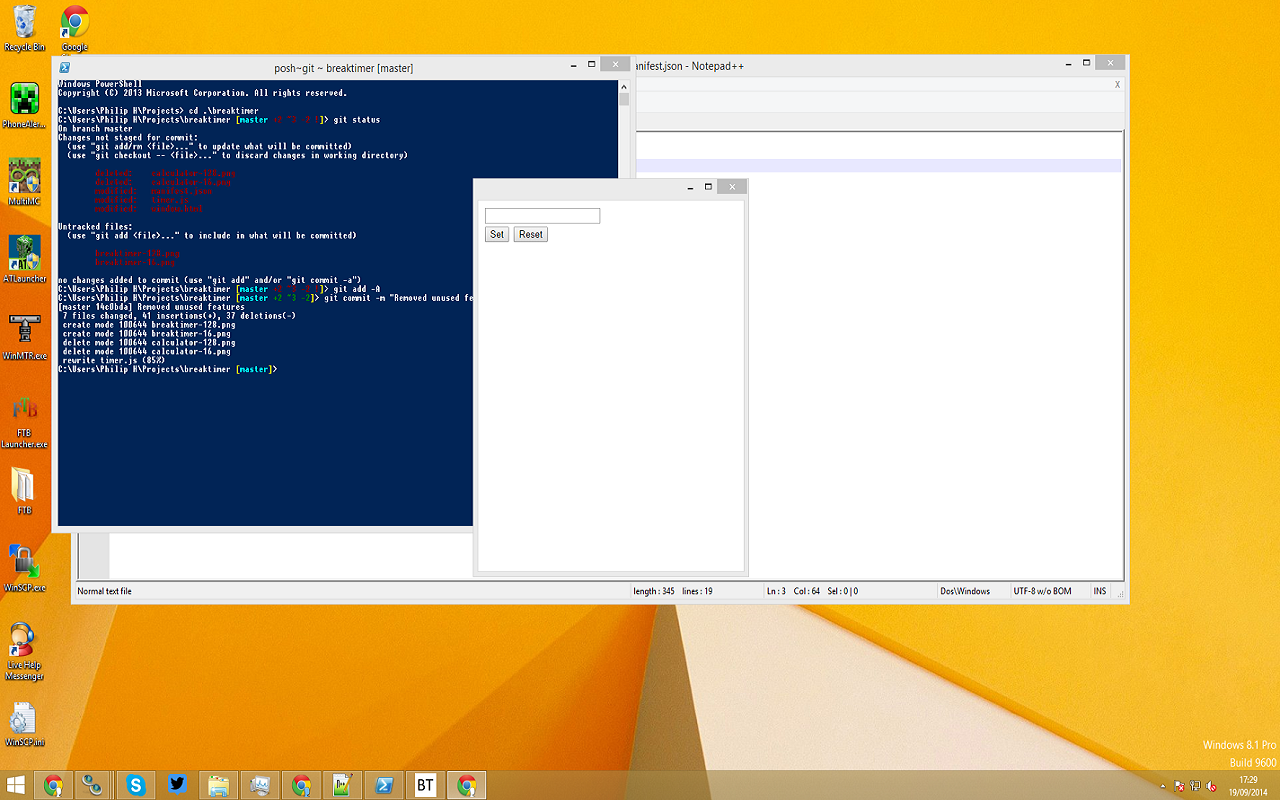 Recycle Bin
Google
PhoneAler...
MultiMC
ATLauncher
WinMTR.exe
FTB
Launcher.exe
FTB
WinSCP.exe
Live Help
Messenger
WinSCP.ini
posh~git ~ breaktimer [master]
Windows PowerShell
Copyright (C) 2013 Microsoft Corporation. All rights reserved.
C:\Users\Philip H\Projects> cd .\breaktimer
C:\Users\Philip H\Projects\breaktimer [master +2 ~3 -2 !]> git status
On branch master
Changes not staged for commit:
(use "git add/rm <file>..." to update what will be committed)
(use "git checkout -- <file>..." to discard changes in working directory)
deleted: calculator-128.png
deleted: calculator-16.png
modified: manifest.json
modified: timer.js
modified: window.html
Untracked files:
(use "git add <file>..." to include in what will be committed)
breaktimer-128.png
breaktimer-16.png
no changes added to commit (use "git add" and/or "git commit -a")
C:\Users\Philip H\Projects\breaktimer [master +2 ~3 -2 !]> git add -A
C:\Users\Philip H\Projects\breaktimer [master +2 ~3 -2]> git commit -m "Removed unused fe
[master 14c0bda] Removed unused features
7 files changed, 41 insertions(+), 37 deletions(-)
create mode 100644 breaktimer-128.png
create mode 100644 breaktimer-16.png
delete mode 100644 calculator-128.png
delete mode 100644 calculator-16.png
rewrite timer.js (85%)
C:\Users\Philip H\Projects\breaktimer [master]>
anifest.json - Notepad++
X
Set Reset
Normal text file length : 345 lines : 19 Ln : 3 Col : 64 Sel : 0 | 0 Dos\Windows UTF-8 w/o BOM INS
Windows 8.1 Pro
Build 9600
BT
17:29
19/09/2014